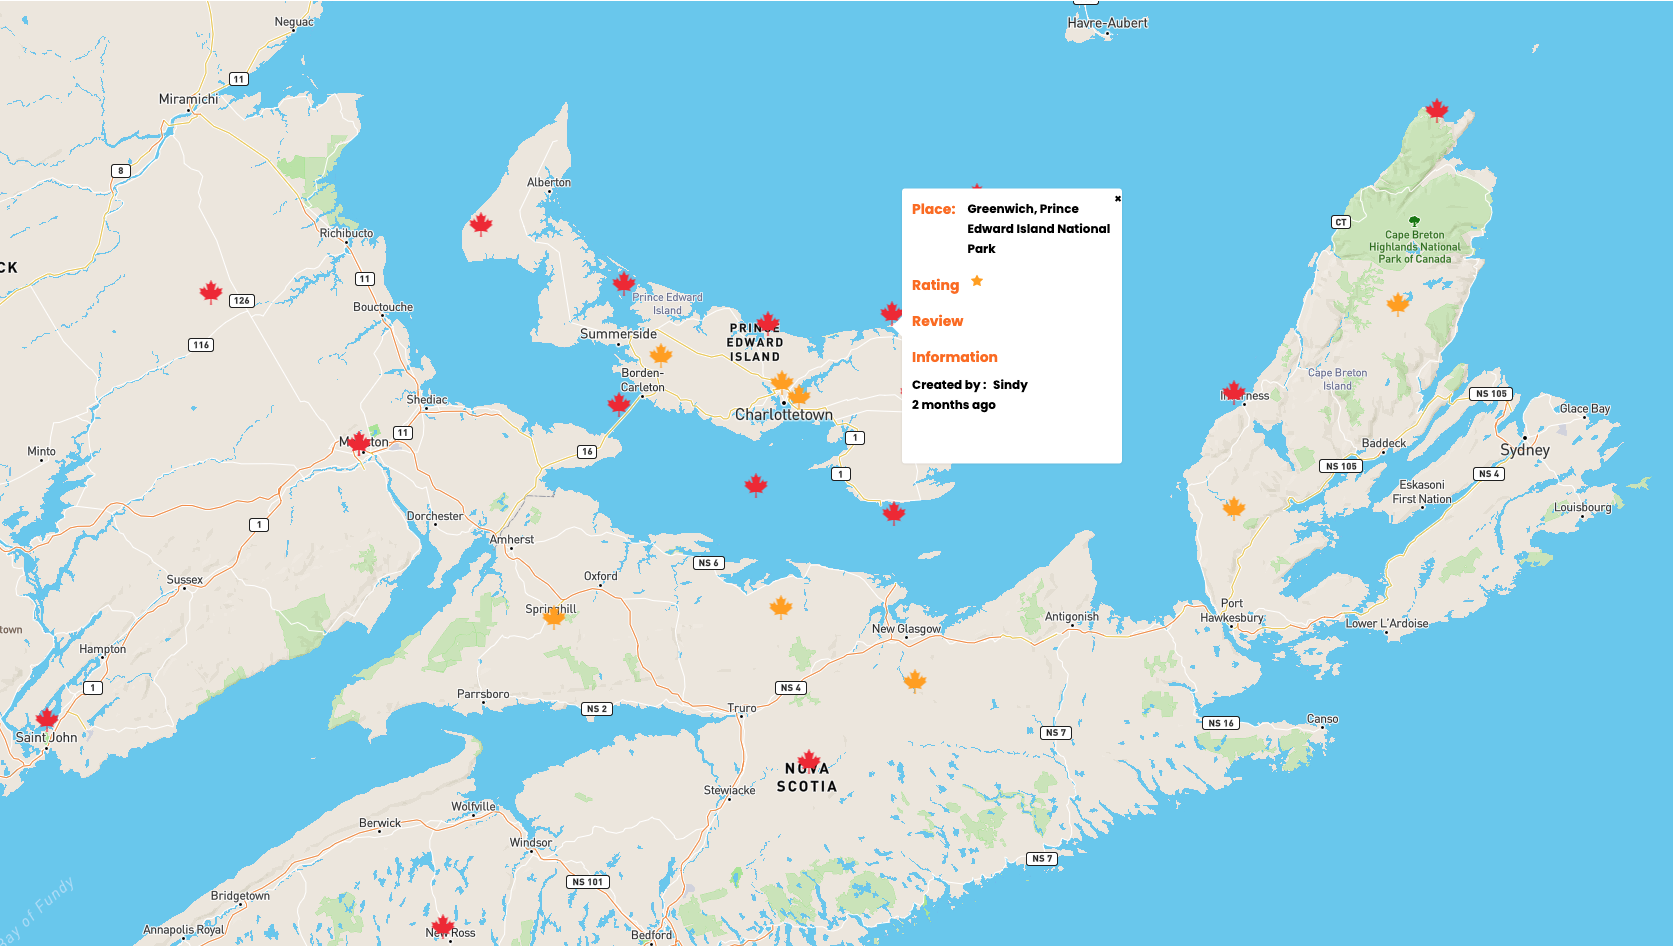 Neguac
Havre-Aubert
11
Miramichi
8
Alberton
Place: Greenwich, Prince
Edward Island National
Park
Rating
Review
Information
Created by : Sindy
2 months ago
CT
Cape Breton
Highlands National
Park of Canada
Richibucto
CK
11
126
Bouctouche
Prince Edward
Island
116
Summerside
PRINCE
EDWARD
ISLAND
Borden-
Carleton
Cape Breton
Island
Inverness
NS 105
Shediac
Charlottetown
Glace Bay
11
1
Moncton
Baddeck
Minto
16
Sydney
NS 105
1
NS 4
Eskasoni
First Nation
Dorchester
Louisbourg
1
Amherst
NS 6
Sussex
Oxford
Springhill
Port
Hawkesbury
town
New Glasgow
Antigonish
Lower L'Ardoise
Hampton
1
Parrsboro
NS 4
NS 2
Truro
Canso
NS 16
NS 7
Saint John
NOVA
SCOTIA
Stewiacke
Wolfville
Berwick
Windsor
NS 7
NS 101
Bridgetown
Bay of Fundy
Annapolis Royal
New Ross
Bedford